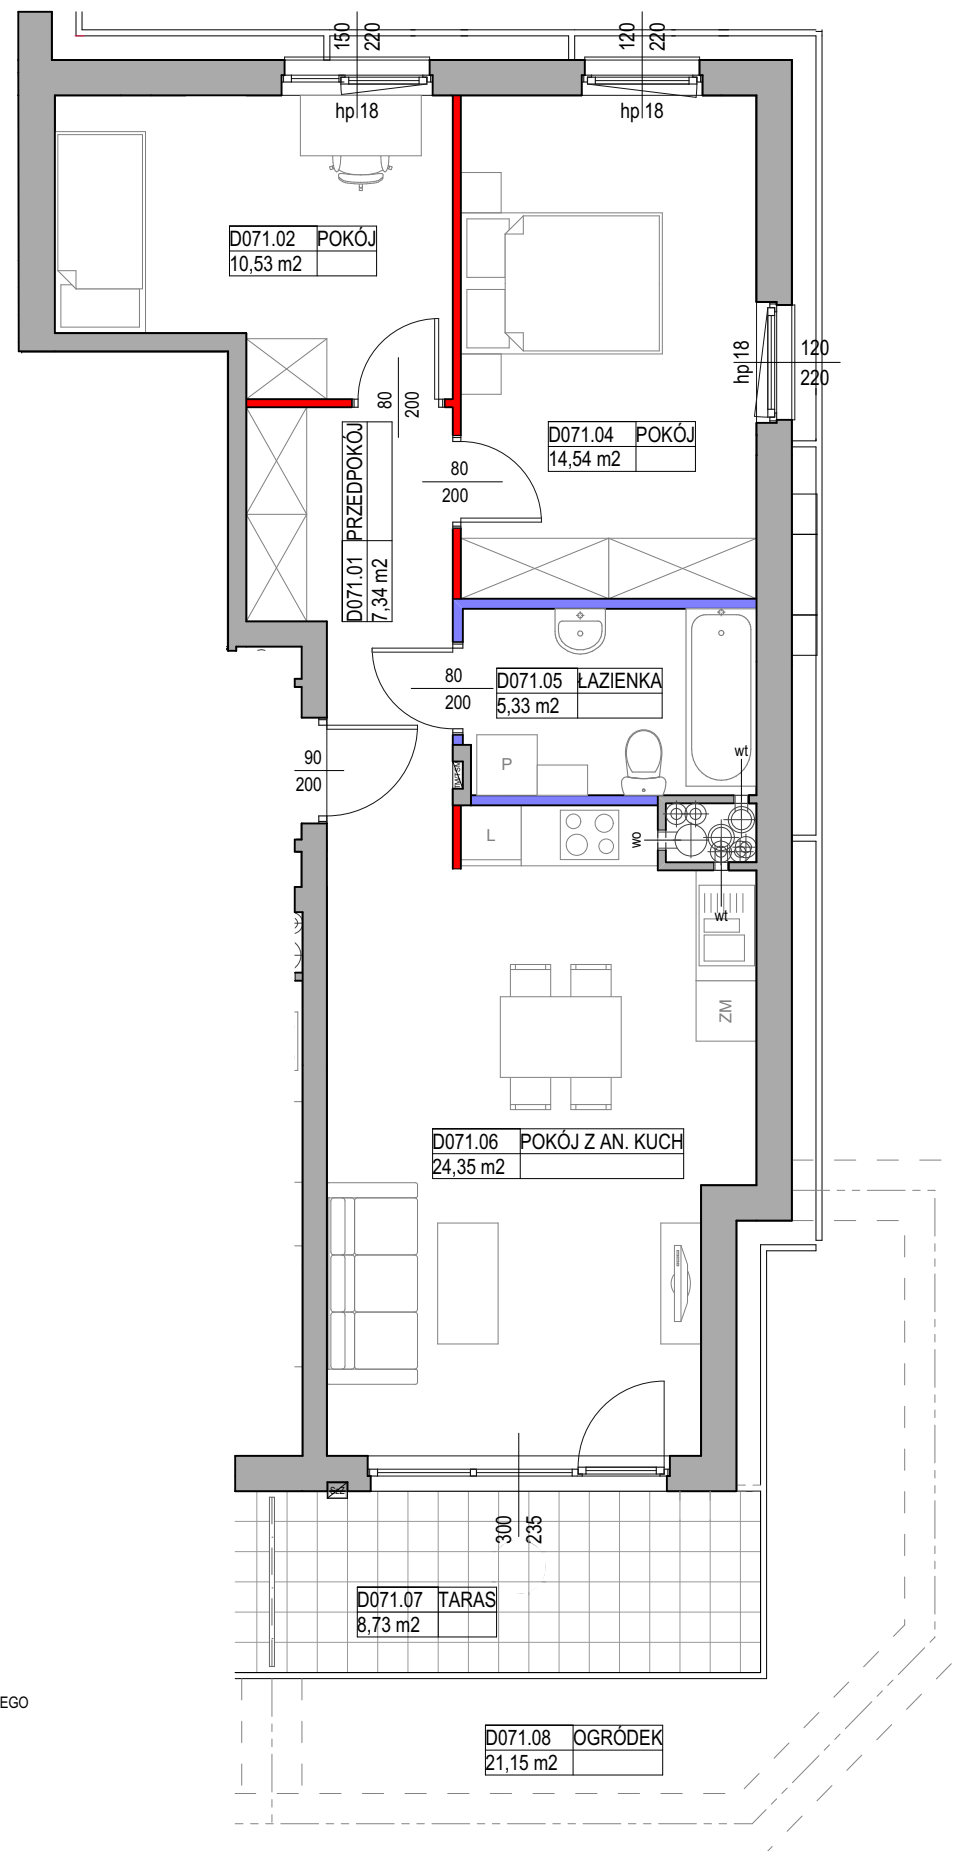 150
220
120
220
hp 18
hp 18
D071.02 POKÓJ
10,53 m2
hp 18
120
220
80
200
D071.04 POKÓJ
14,54 m2
80
200
D071.01 PRZEDPOKÓJ
7,34 m2
80
200
D071.05 ŁAZIENKA
5,33 m2
90
200
P
wt
L
wo
wt
ZM
D071.06 POKÓJ Z AN. KUCH
24,35 m2
300
235
D071.07 TARAS
8,73 m2
EGO
D071.08 OGRÓDEK
21,15 m2